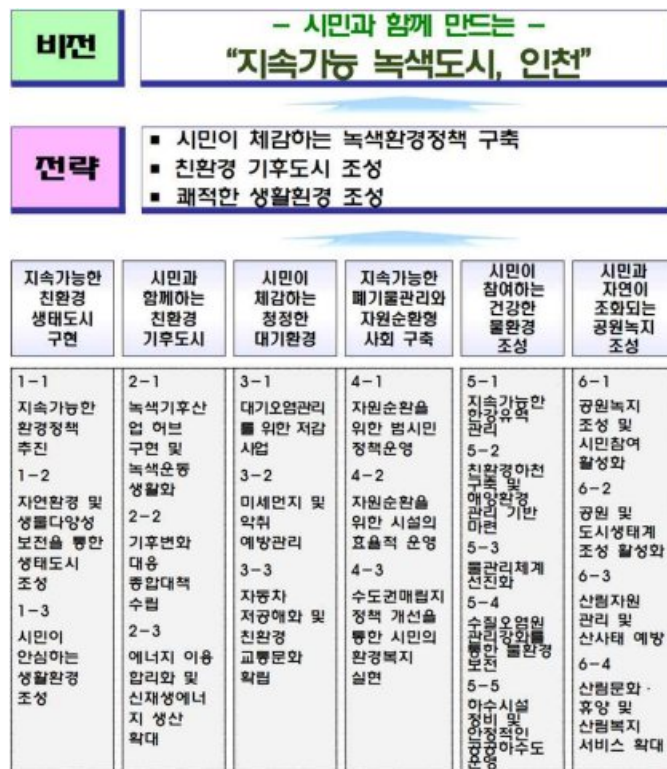 비전
- 시민과 함께 만드는 -
“지속가능 녹색도시, 인천”
전략
▪ 시민이 체감하는 녹색환경정책 구축
▪ 친환경 기후도시 조성
▪ 쾌적한 생활환경 조성
지속가능한
친환경
생태도시
구현
시민과
함께하는
친환경
기후도시
시민이
체감하는
청정한
대기환경
지속가능한
폐기물관리와
자원순환형
사회 구축
시민이
참여하는
건강한
물환경
조성
시민과
자연이
조화되는
공원녹지
조성
1-1
지속가능한
환경정책
추진
1-2
자연환경 및
생물다양성
보전을 통한
생태도시
조성
1-3
시민이
안심하는
생활환경
조성
2-1
녹색기후산
업 허브
구현 및
녹색운동
생활화
2-2
기후변화
대응
종합대책
수립
2-3
에너지 이용
합리화 및
신재생에너
지 생산
확대
3-1
대기오염관리
를 위한 저감
사업
3-2
미세먼지 및
악취
예방관리
3-3
자동차
저공해화 및
친환경
교통문화
확립
4-1
자원순환을
위한 범시민
정책운영
4-2
자원순환을
위한 시설의
효율적 운영
4-3
수도권매립지
정책 개선을
통한 시민의
환경복지
실현
5-1
지속가능한
한강유역
관리
5-2
친환경하천
구축 및
해양환경
관리 기반
마련
5-3
물관리체계
선진화
5-4
수질오염원
관리강화를
통한 물환경
보전
5-5
하수시설
정비 및
안정적인
공공하수도
운영
6-1
공원녹지
조성 및
시민참여
활성화
6-2
공원 및
도시생태계
조성 활성화
6-3
산림자원
관리 및
산사태 예방
6-4
산림문화·
휴양 및
산림복지
서비스 확대